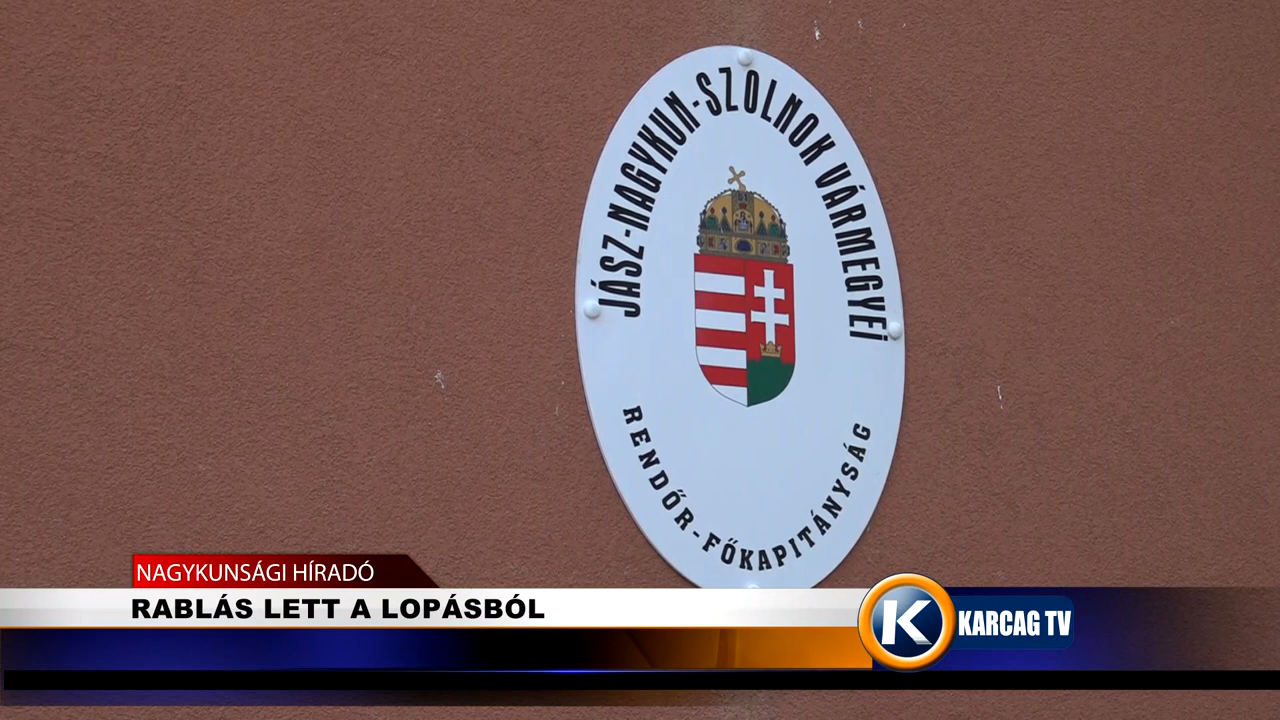 JÁSZ-NAGYKUN-SZOLNOK VÁRMEGYEI
RENDŐR-FŐKAPITÁNYSÁG
NAGYKUNSÁGI HÍRADÓ
RABLÁS LETT A LOPÁSBÓL
K KARCAG TV